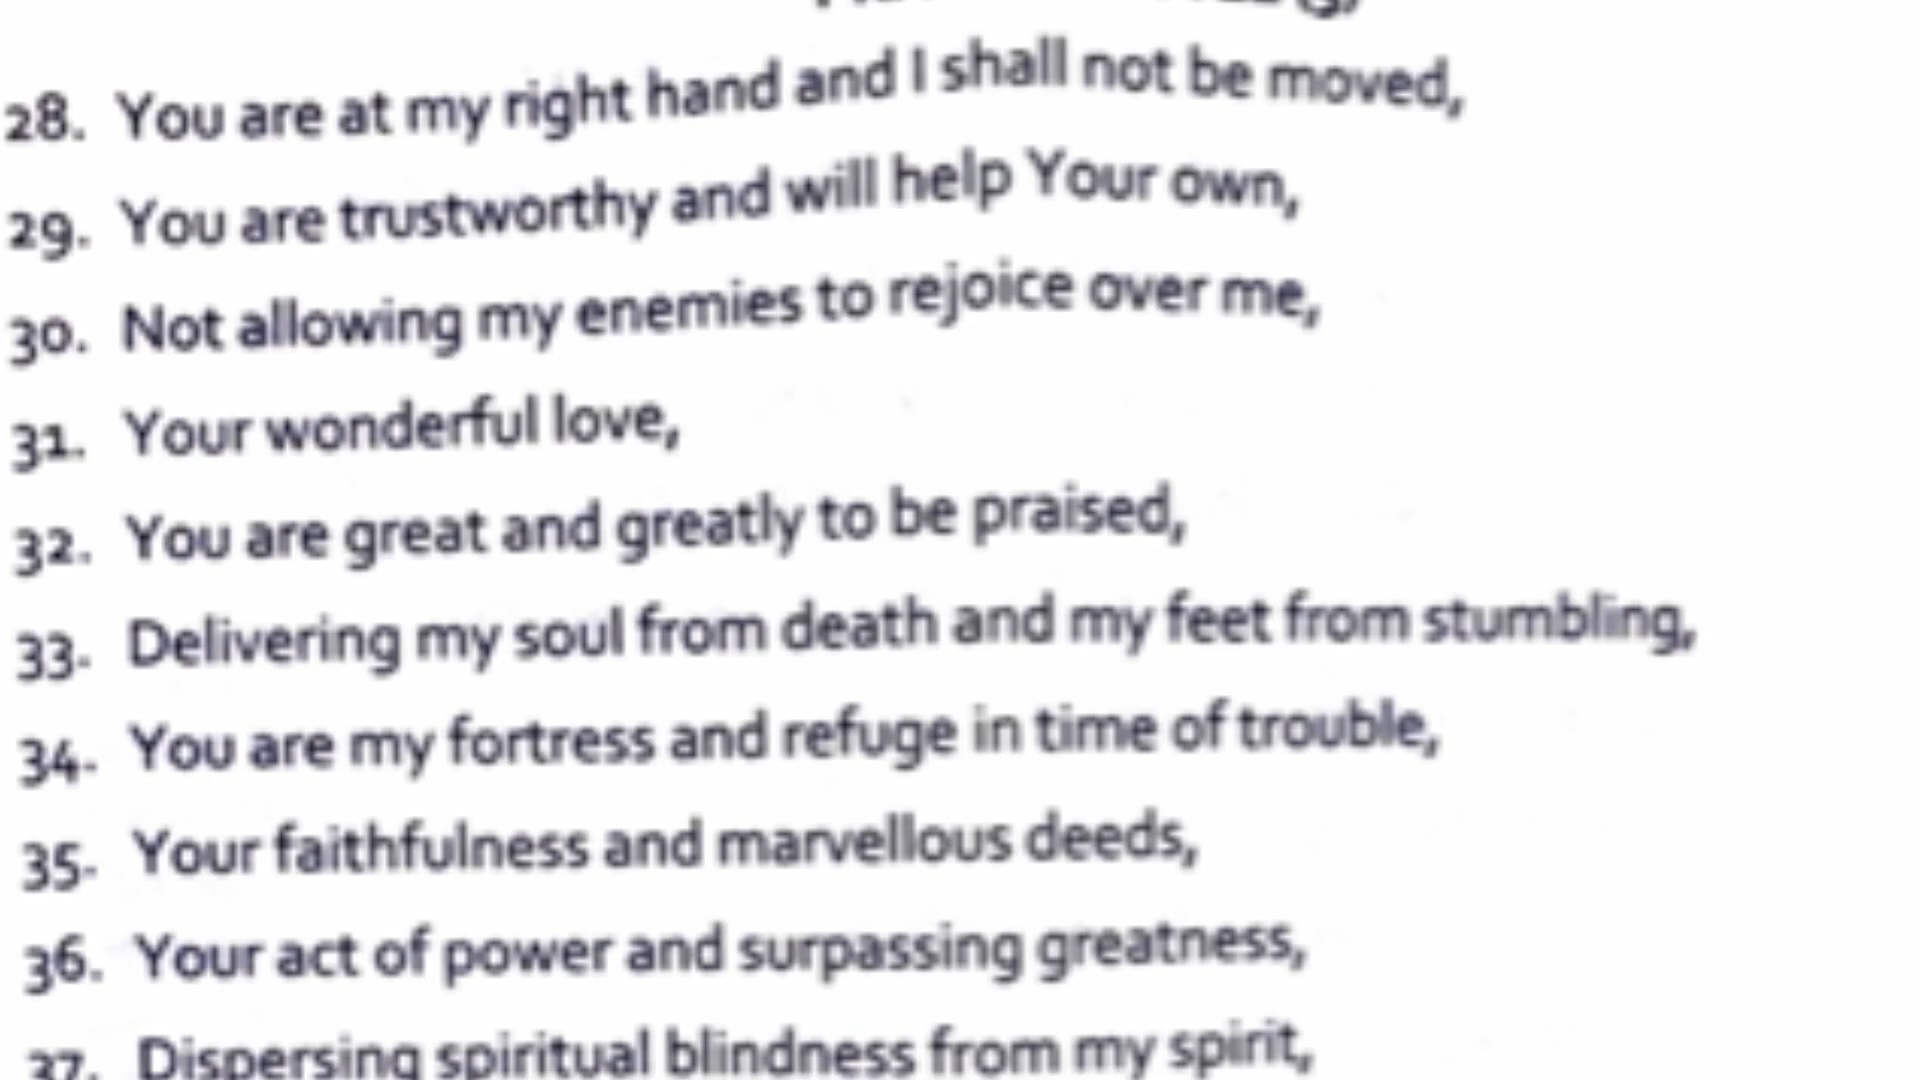 28. You are at my right hand and I shall not be moved,
29. You are trustworthy and will help Your own,
30. Not allowing my enemies to rejoice over me,
31. Your wonderful love,
32. You are great and greatly to be praised,
33. Delivering my soul from death and my feet from stumbling,
34. You are my fortress and refuge in time of trouble,
35. Your faithfulness and marvellous deeds,
36. Your act of power and surpassing greatness,
37. Dispersing spiritual blindness from my spirit,